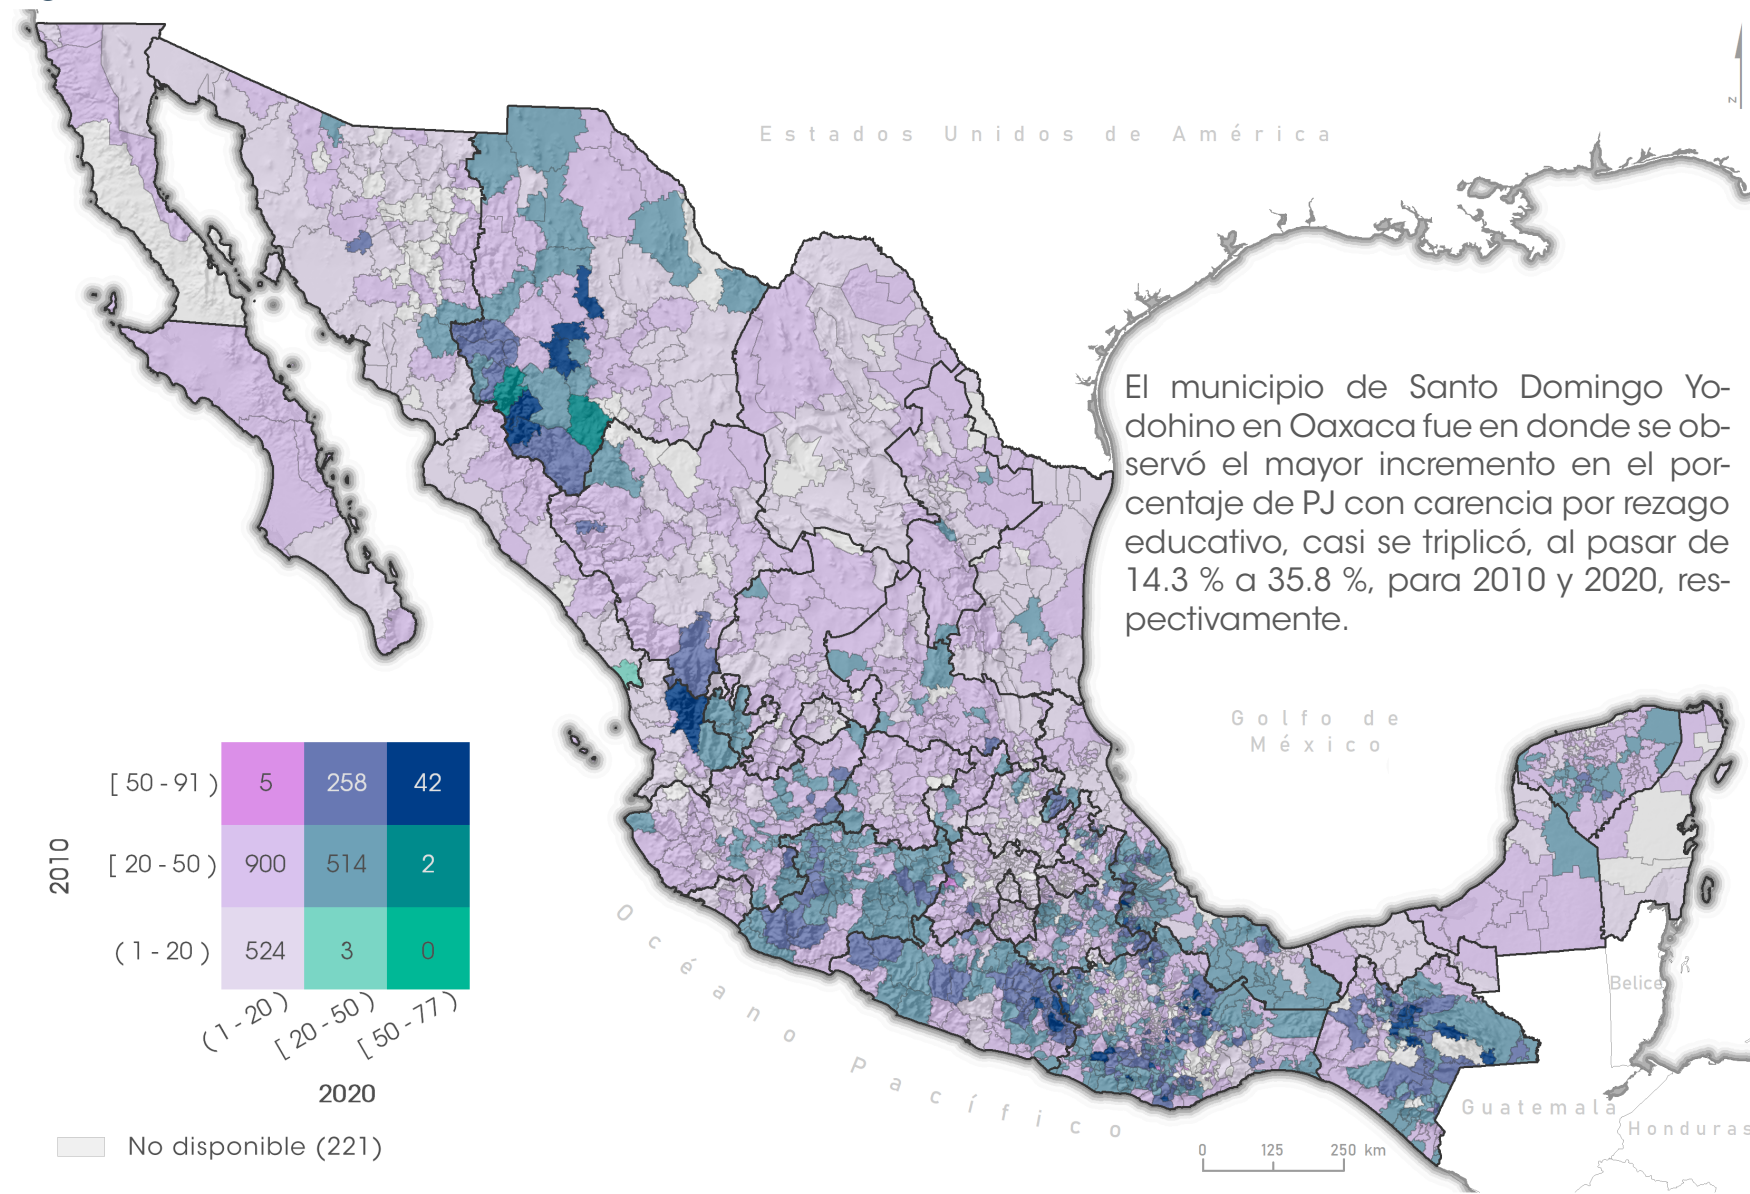 Estados Unidos de América
N
El municipio de Santo Domingo Yo-
dohino en Oaxaca fue en donde se ob-
servó el mayor incremento en el por-
centaje de PJ con carencia por rezago
educativo, casi se triplicó, al pasar de
14.3 % a 35.8 %, para 2010 y 2020, res-
pectivamente.
Golfo de
México
[ 50 - 91 ) 5 258 42
[ 20 - 50 ) 900 514 2
( 1 - 20 ) 524 3 0
2010
( 1 - 20 ) [ 20 - 50 ) [ 50 - 77 )
2020
No disponible (221)
Océano Pacífico
Belice
Guatemala
Honduras
0 125 250 km